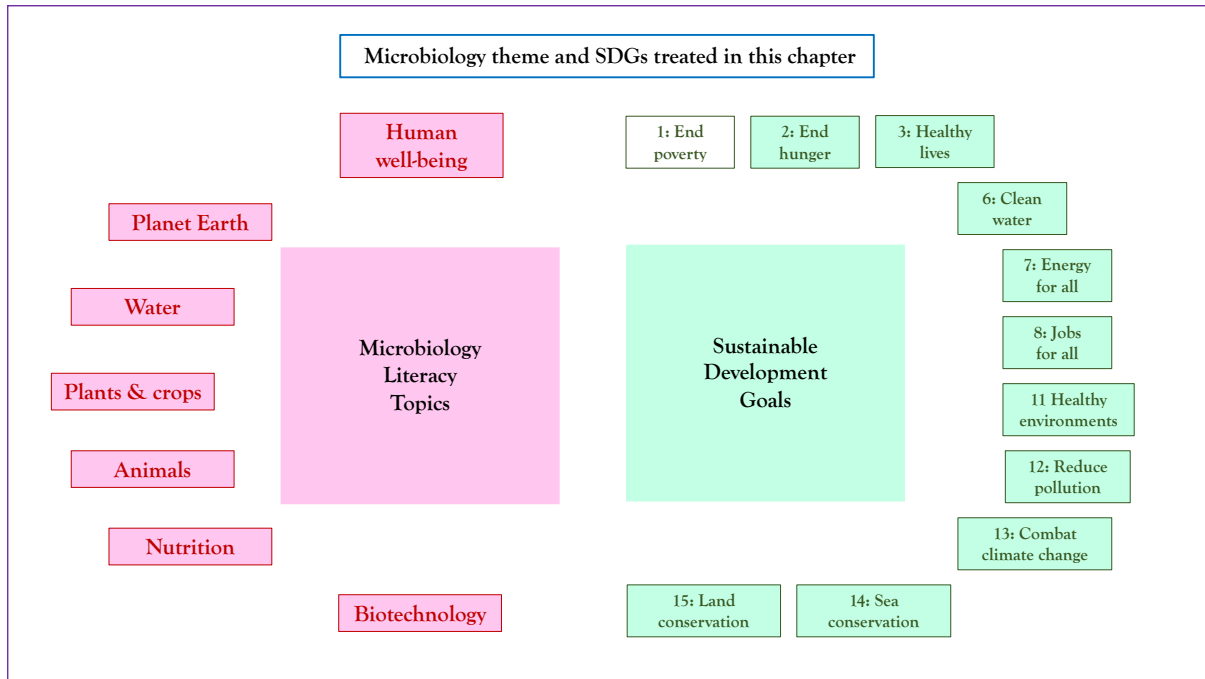 Microbiology theme and SDGs treated in this chapter
Human
well-being
Planet Earth
Water
Plants & crops
Animals
Nutrition
Biotechnology
Microbiology
Literacy
Topics
Sustainable
Development
Goals
1: End
poverty
2: End
hunger
3: Healthy
lives
6: Clean
water
7: Energy
for all
8: Jobs
for all
11 Healthy
environments
12: Reduce
pollution
13: Combat
climate change
15: Land
conservation
14: Sea
conservation